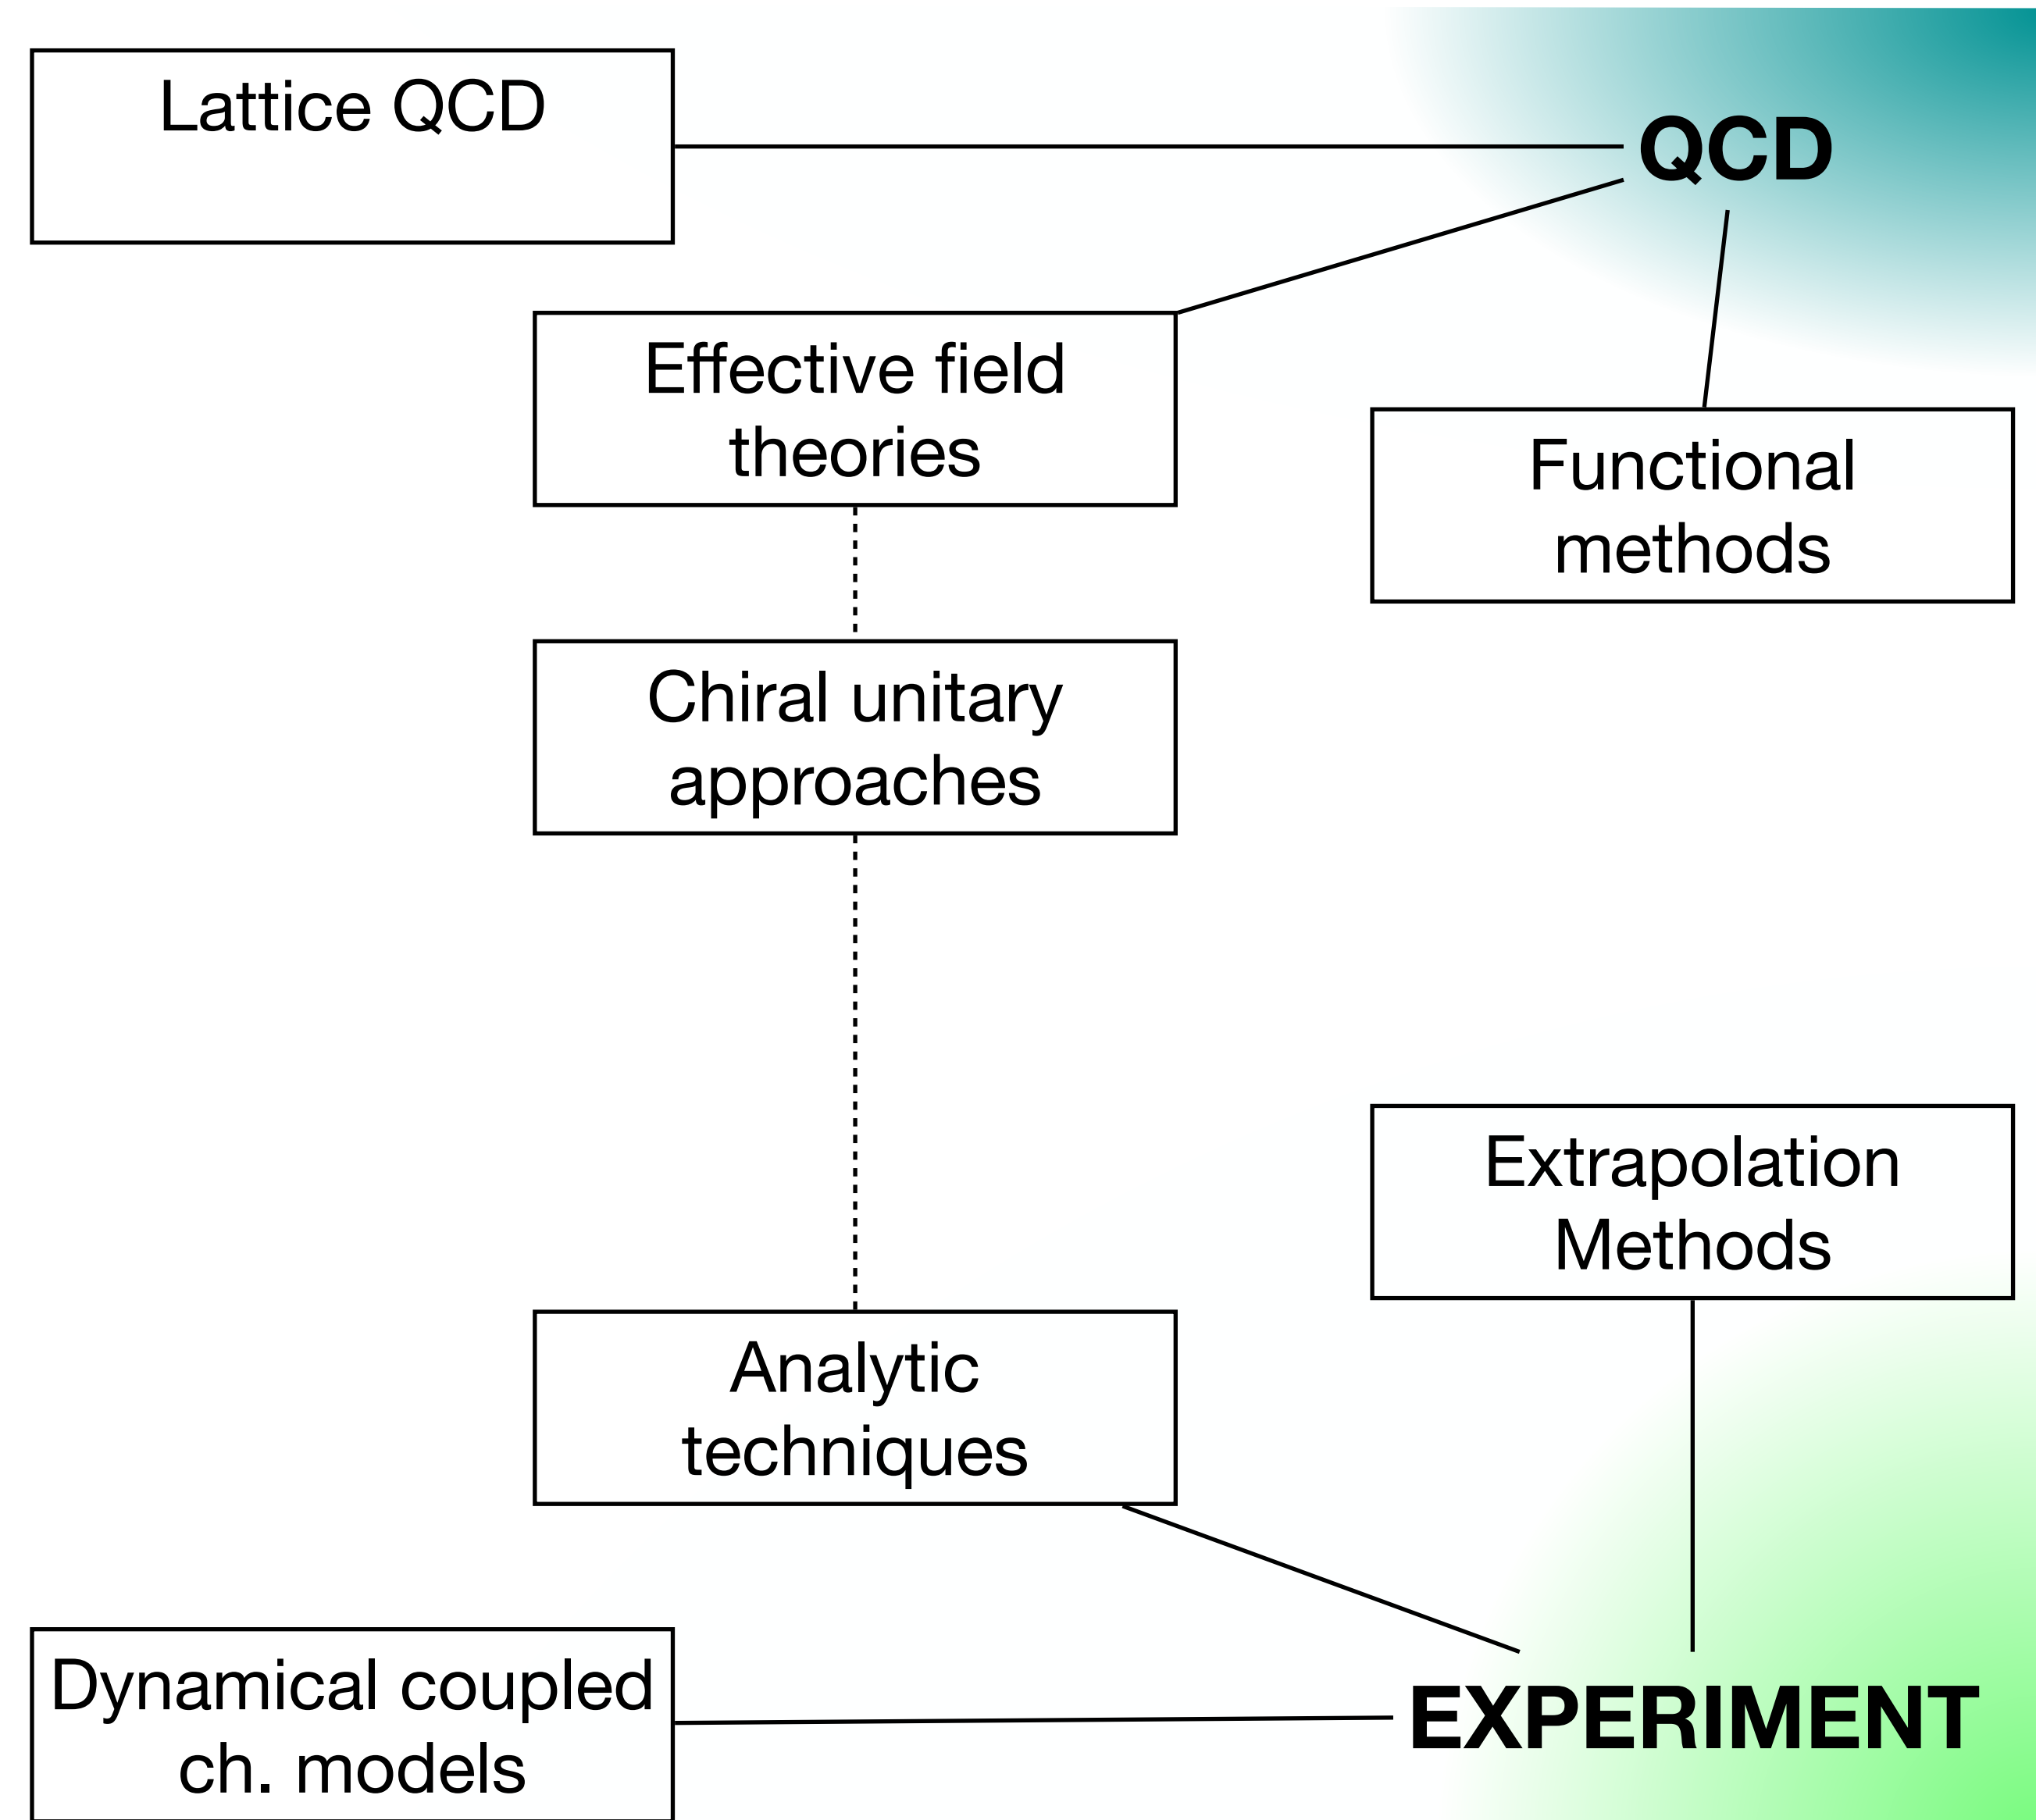 Lattice QCD
QCD
Effective field
theories
Functional
methods
Chiral unitary
approaches
Extrapolation
Methods
Analytic
techniques
Dynamical coupled
ch. models
EXPERIMENT